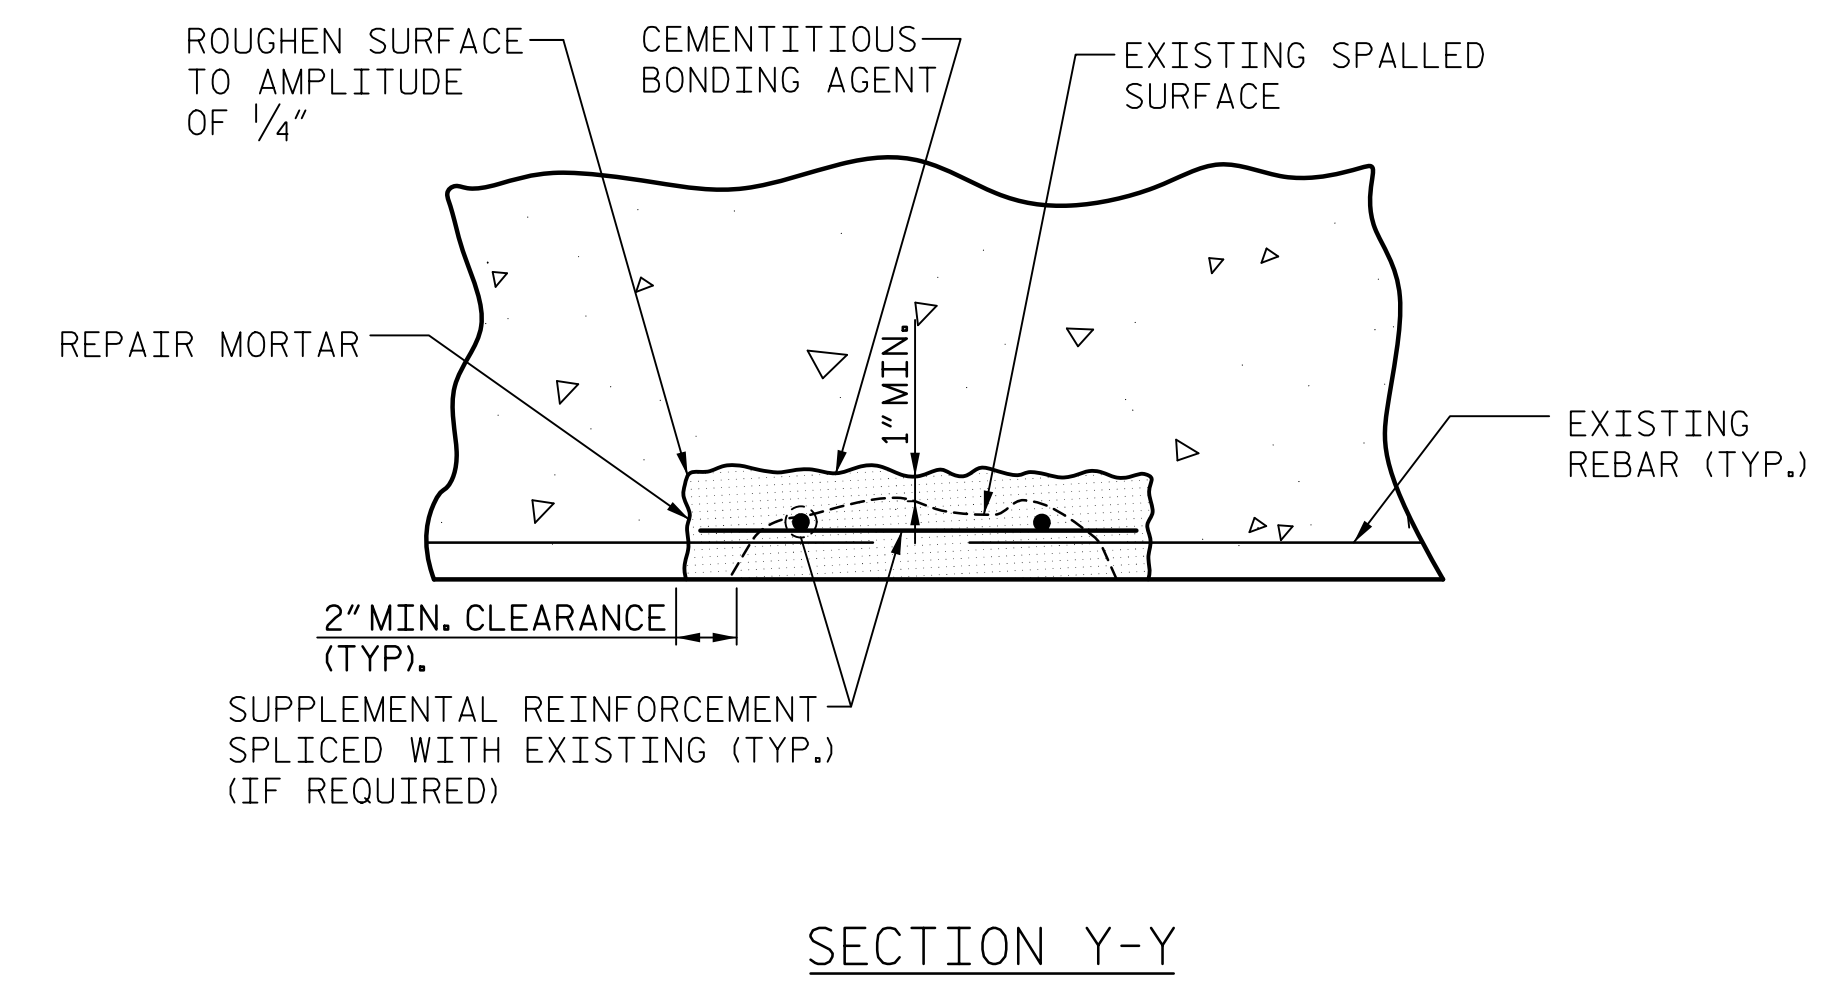 ROUGHEN SURFACE
TO AMPLITUDE
OF 1/4"
CEMENTITIOUS
BONDING AGENT
EXISTING SPALLED
SURFACE
REPAIR MORTAR
1" MIN.
EXISTING
REBAR (TYP.)
2" MIN. CLEARANCE
(TYP).
SUPPLEMENTAL REINFORCEMENT
SPLICED WITH EXISTING (TYP.)
(IF REQUIRED)
SECTION Y-Y